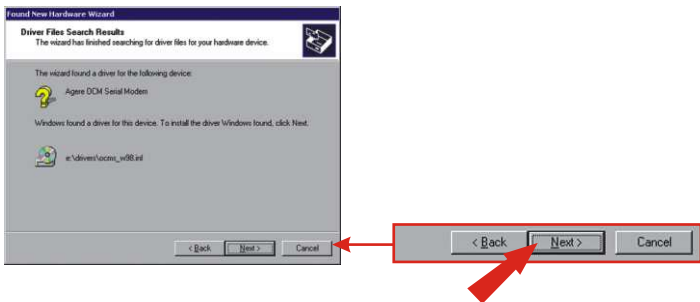 Found New Hardware Wizard
Driver Files Search Results
The wizard has finished searching for driver files for your hardware device.
The wizard found a driver for the following device:
Agere OCM Serial Modem
Windows found a driver for this device. To install the driver Windows found, click Next.
e:\drivers\ocms_w98.inf
< Back Next > Cancel
< Back Next > Cancel